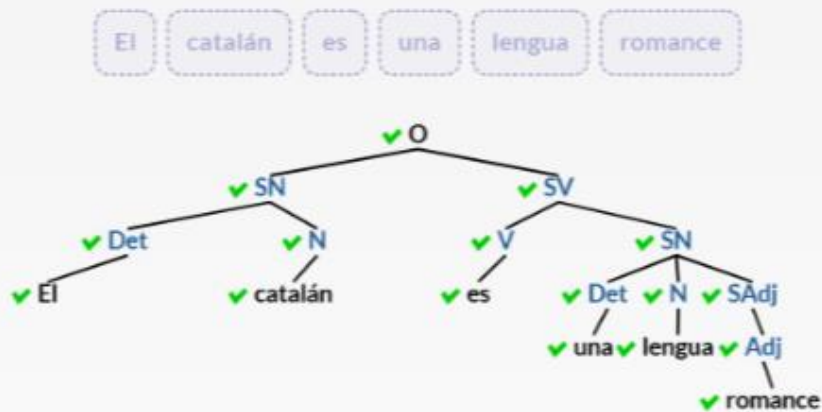 El catalán es una lengua romance
O
SN SV
Det N V SN
El catalán es Det N SAdj
una lengua Adj
romance